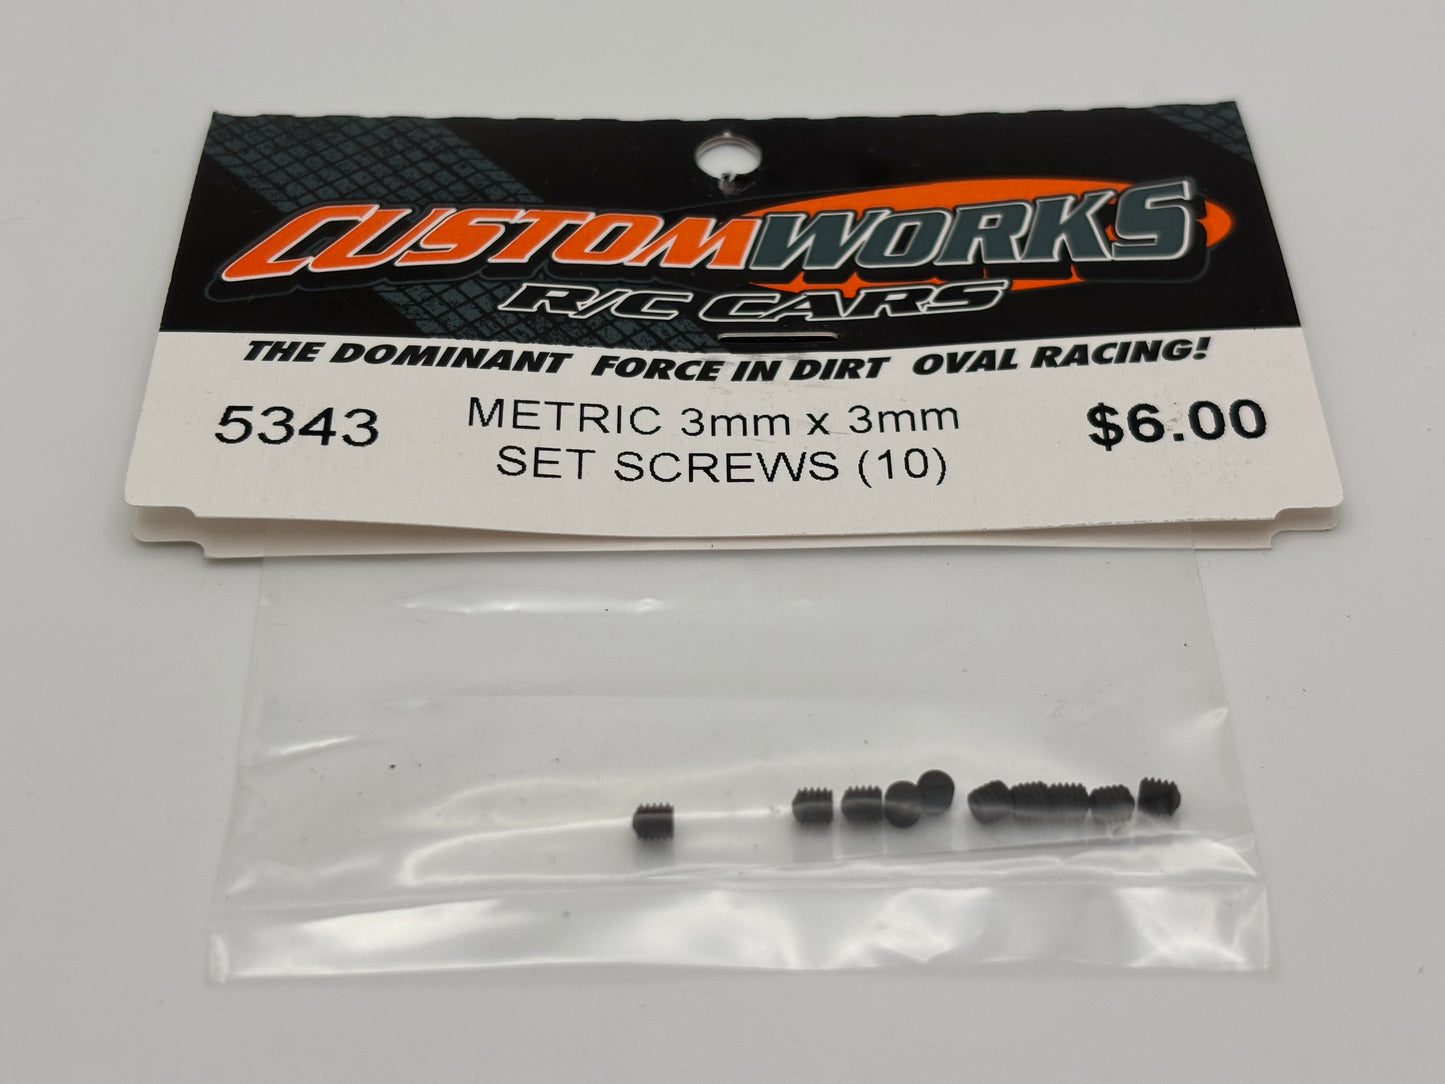 CUSTOMWORKS
R/C CARS
THE DOMINANT FORCE IN DIRT OVAL RACING!
5343 METRIC 3mm x 3mm $6.00
SET SCREWS (10)